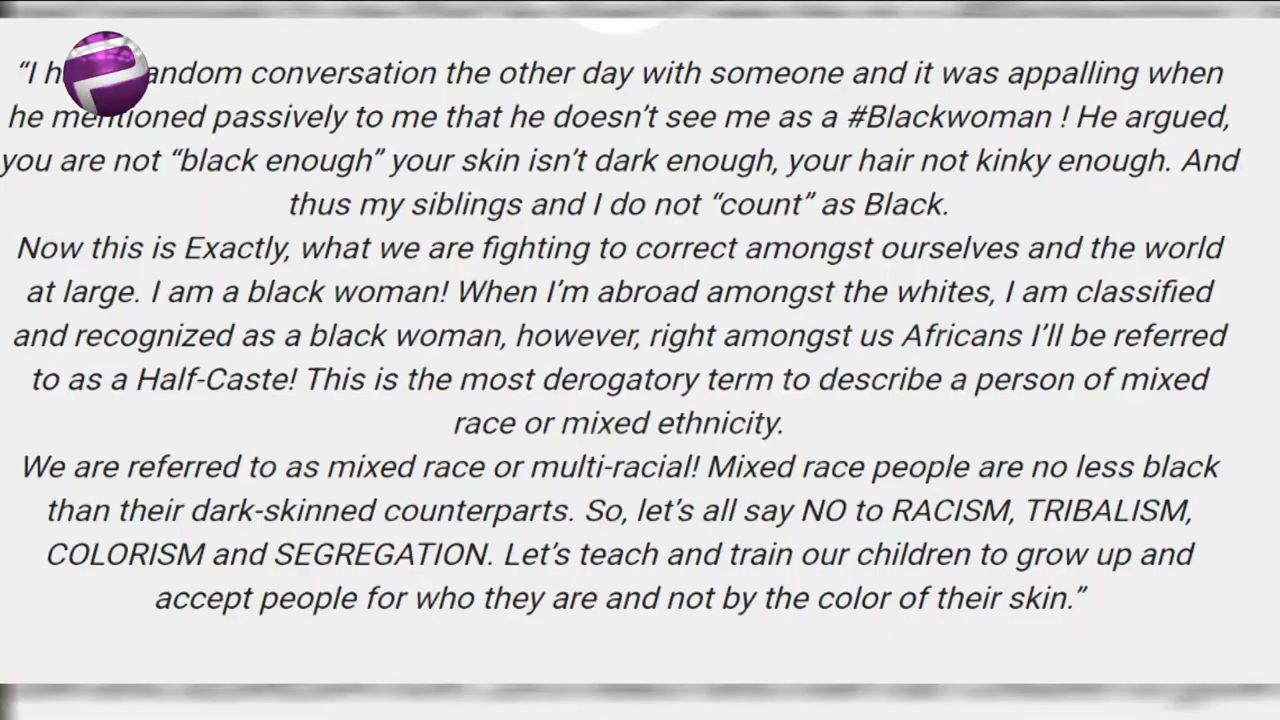 “I h andom conversation the other day with someone and it was appalling when
he mentioned passively to me that he doesn’t see me as a #Blackwoman ! He argued,
you are not “black enough” your skin isn’t dark enough, your hair not kinky enough. And
thus my siblings and I do not “count” as Black.
Now this is Exactly, what we are fighting to correct amongst ourselves and the world
at large. I am a black woman! When I’m abroad amongst the whites, I am classified
and recognized as a black woman, however, right amongst us Africans I’ll be referred
to as a Half-Caste! This is the most derogatory term to describe a person of mixed
race or mixed ethnicity.
We are referred to as mixed race or multi-racial! Mixed race people are no less black
than their dark-skinned counterparts. So, let’s all say NO to RACISM, TRIBALISM,
COLORISM and SEGREGATION. Let’s teach and train our children to grow up and
accept people for who they are and not by the color of their skin.”